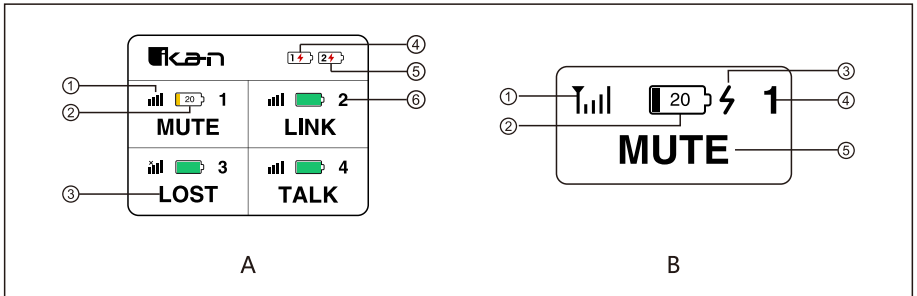 ikan 1 2 ④
⑤
① 20 1 2 ⑥
②
MUTE LINK
3 4
③ LOST TALK
A
① 20 1 ③
② ④
MUTE ⑤
B